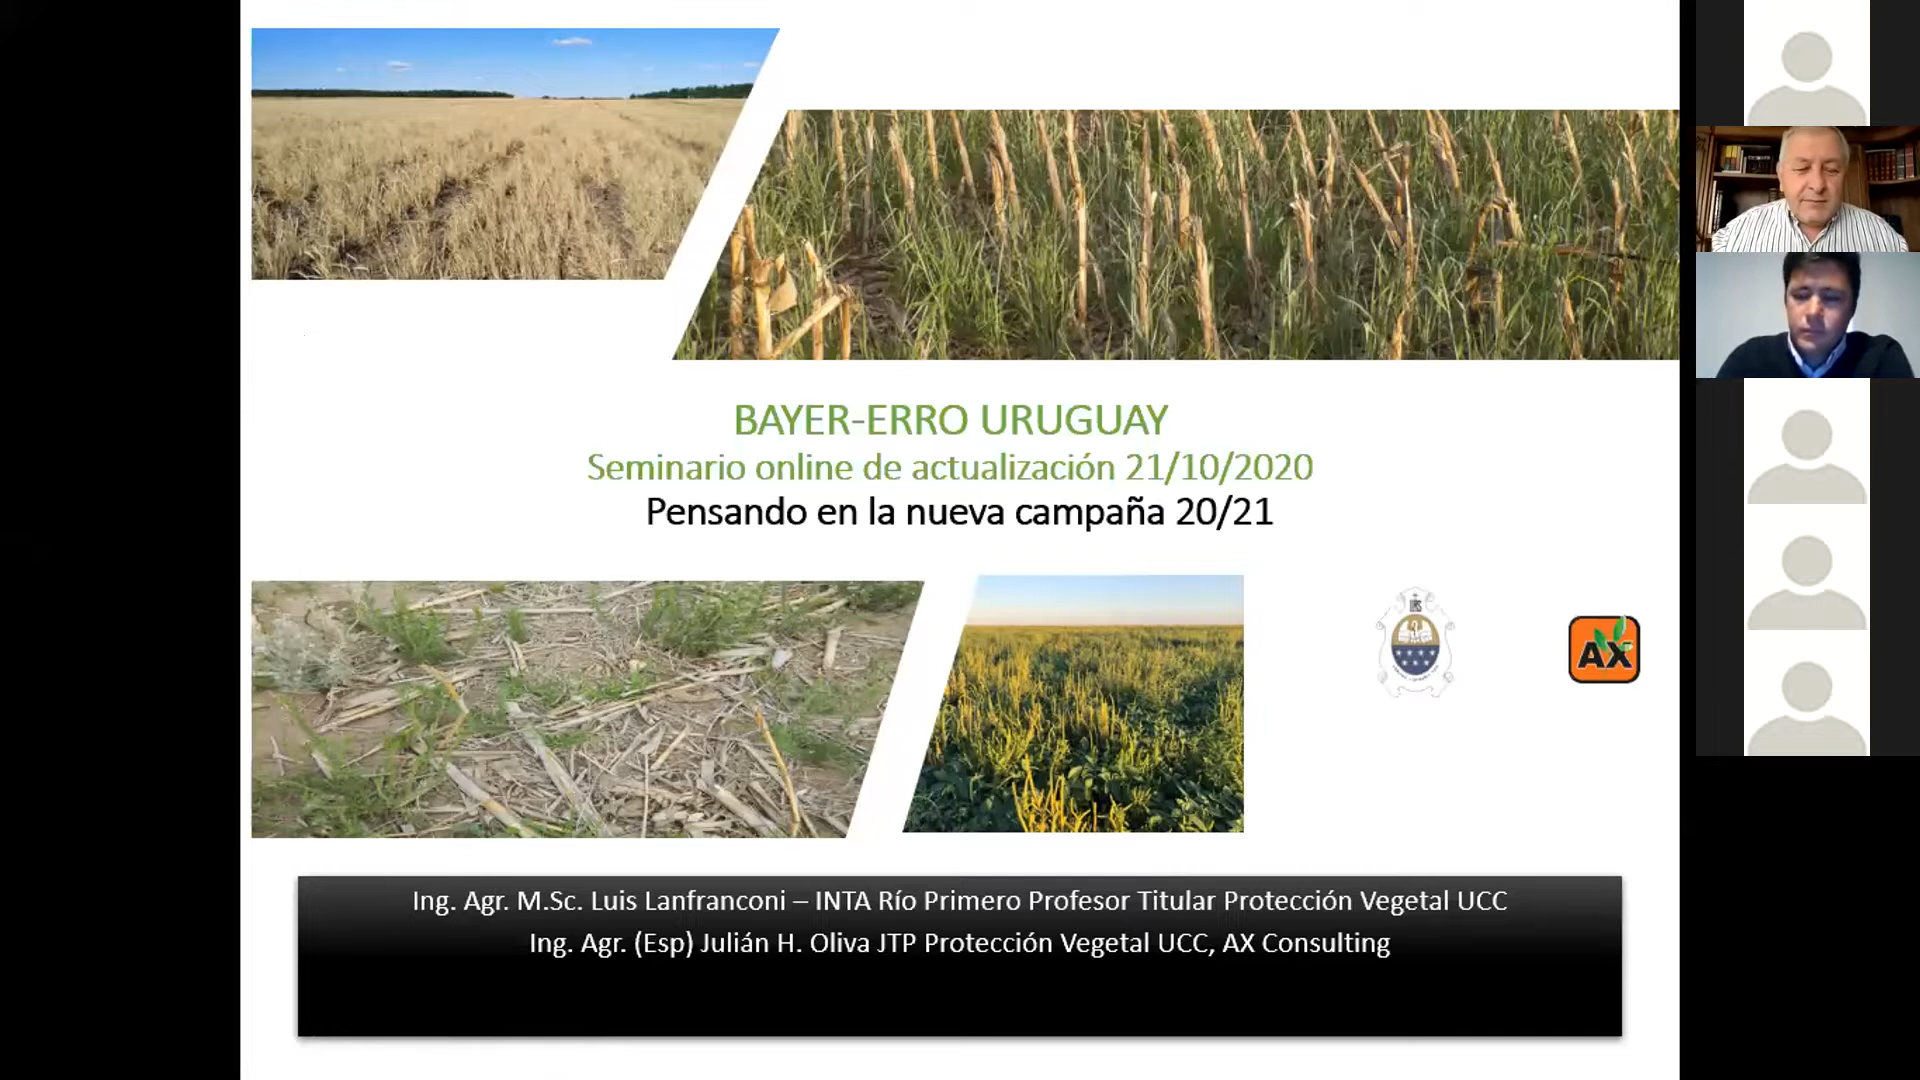 BAYER-ERRO URUGUAY
Seminario online de actualización 21/10/2020
Pensando en la nueva campaña 20/21
IHS
AX
Ing. Agr. M.Sc. Luis Lanfranconi – INTA Río Primero Profesor Titular Protección Vegetal UCC
Ing. Agr. (Esp) Julián H. Oliva JTP Protección Vegetal UCC, AX Consulting